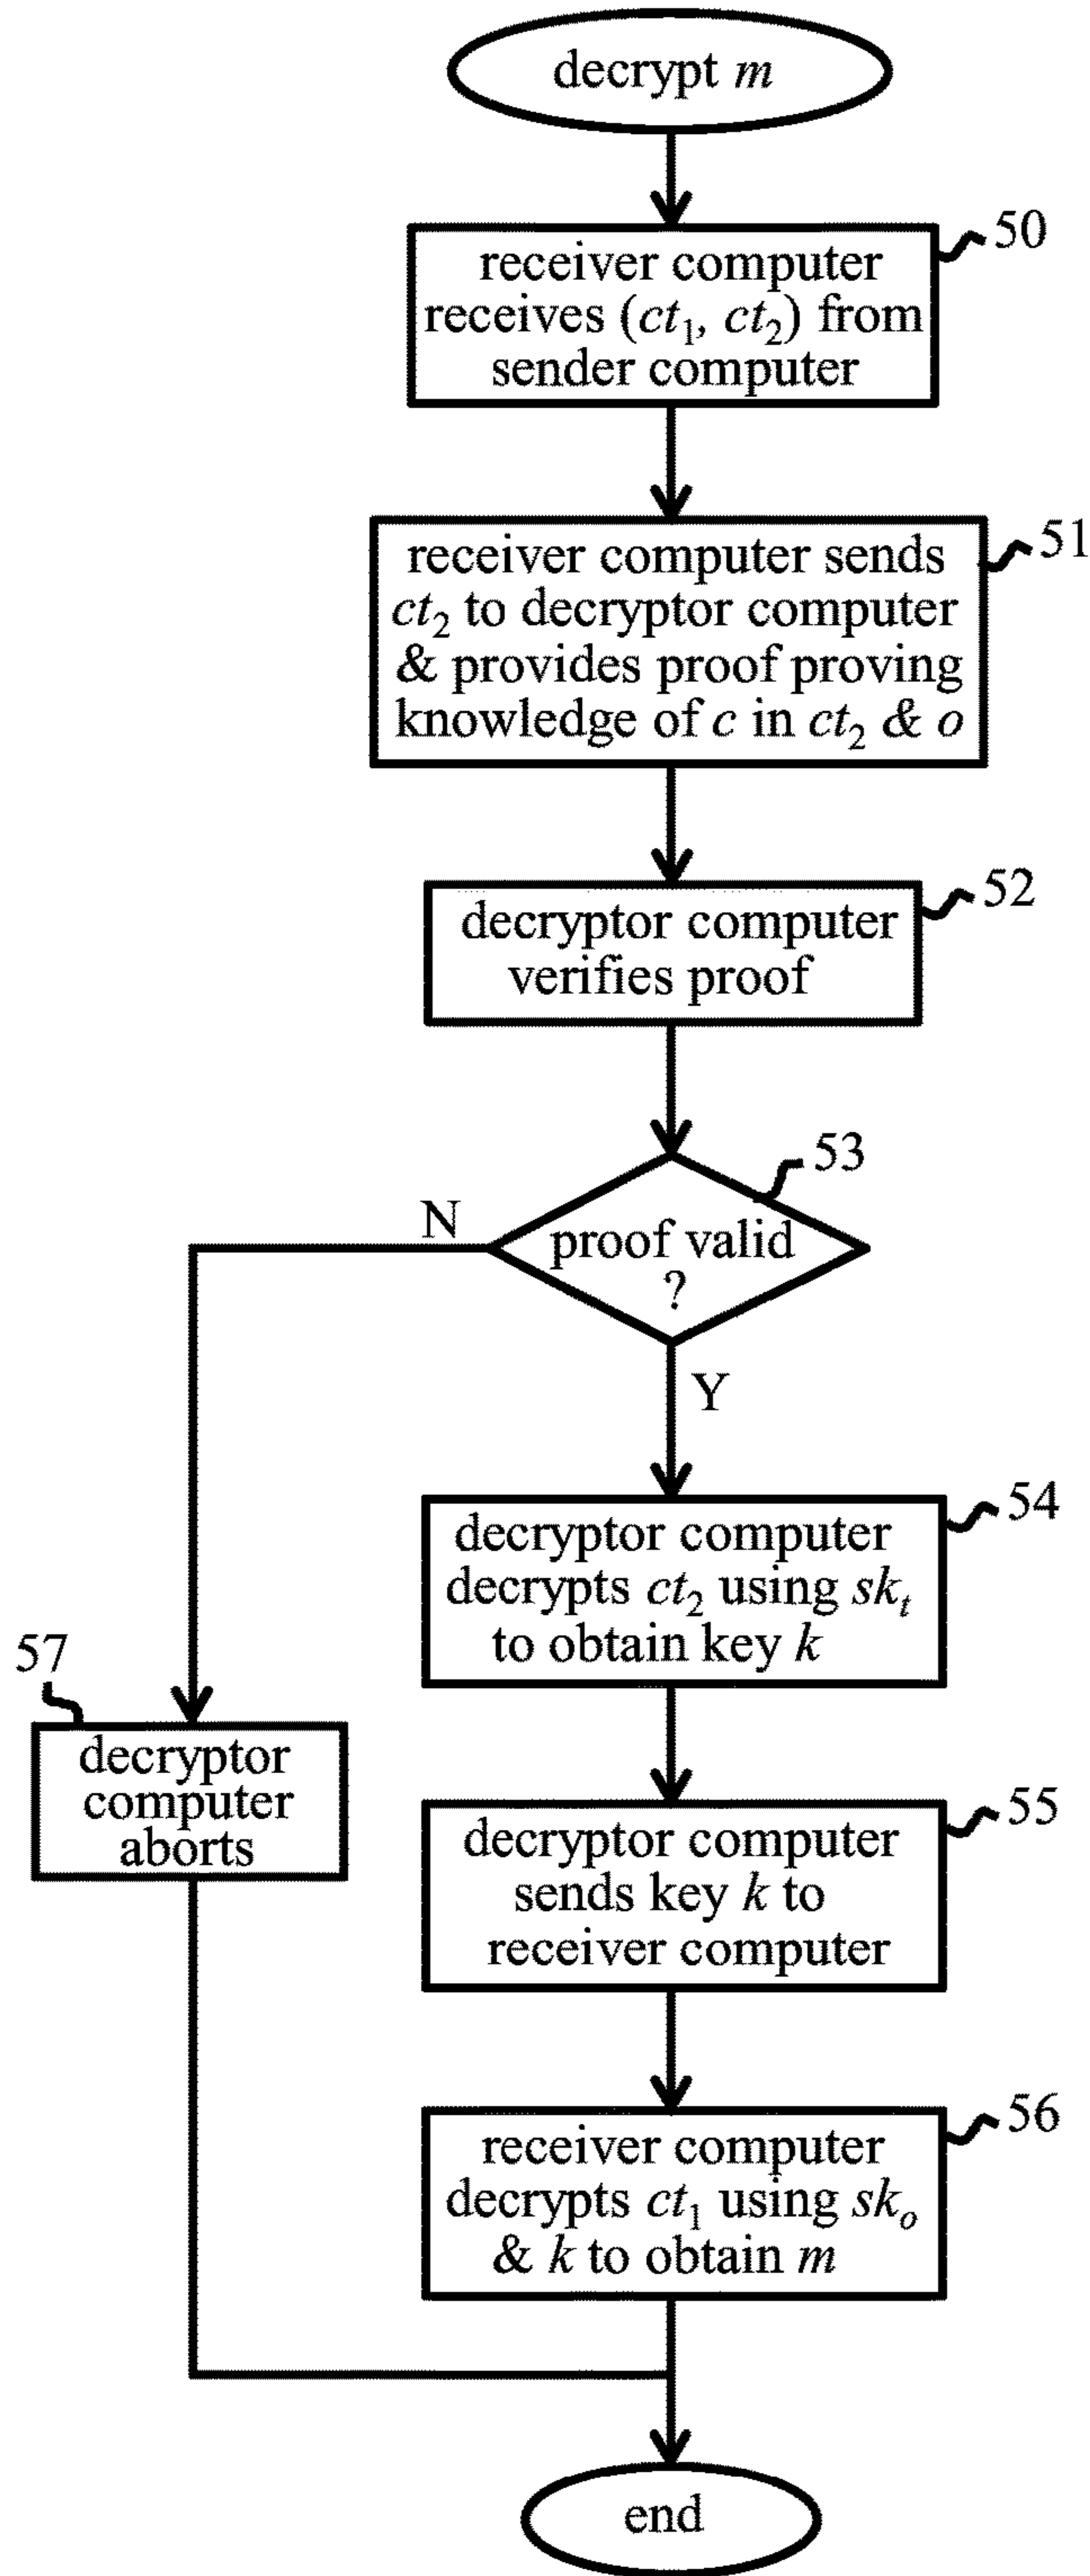 decrypt m
50
receiver computer
receives (ct₁, ct₂) from
sender computer
51
receiver computer sends
ct₂ to decryptor computer
& provides proof proving
knowledge of c in ct₂ & o
52
decryptor computer
verifies proof
53
N
proof valid
?
Y
54
decryptor computer
decrypts ct₂ using skₜ
to obtain key k
57
decryptor
computer
aborts
55
decryptor computer
sends key k to
receiver computer
56
receiver computer
decrypts ct₁ using skₒ
& k to obtain m
end